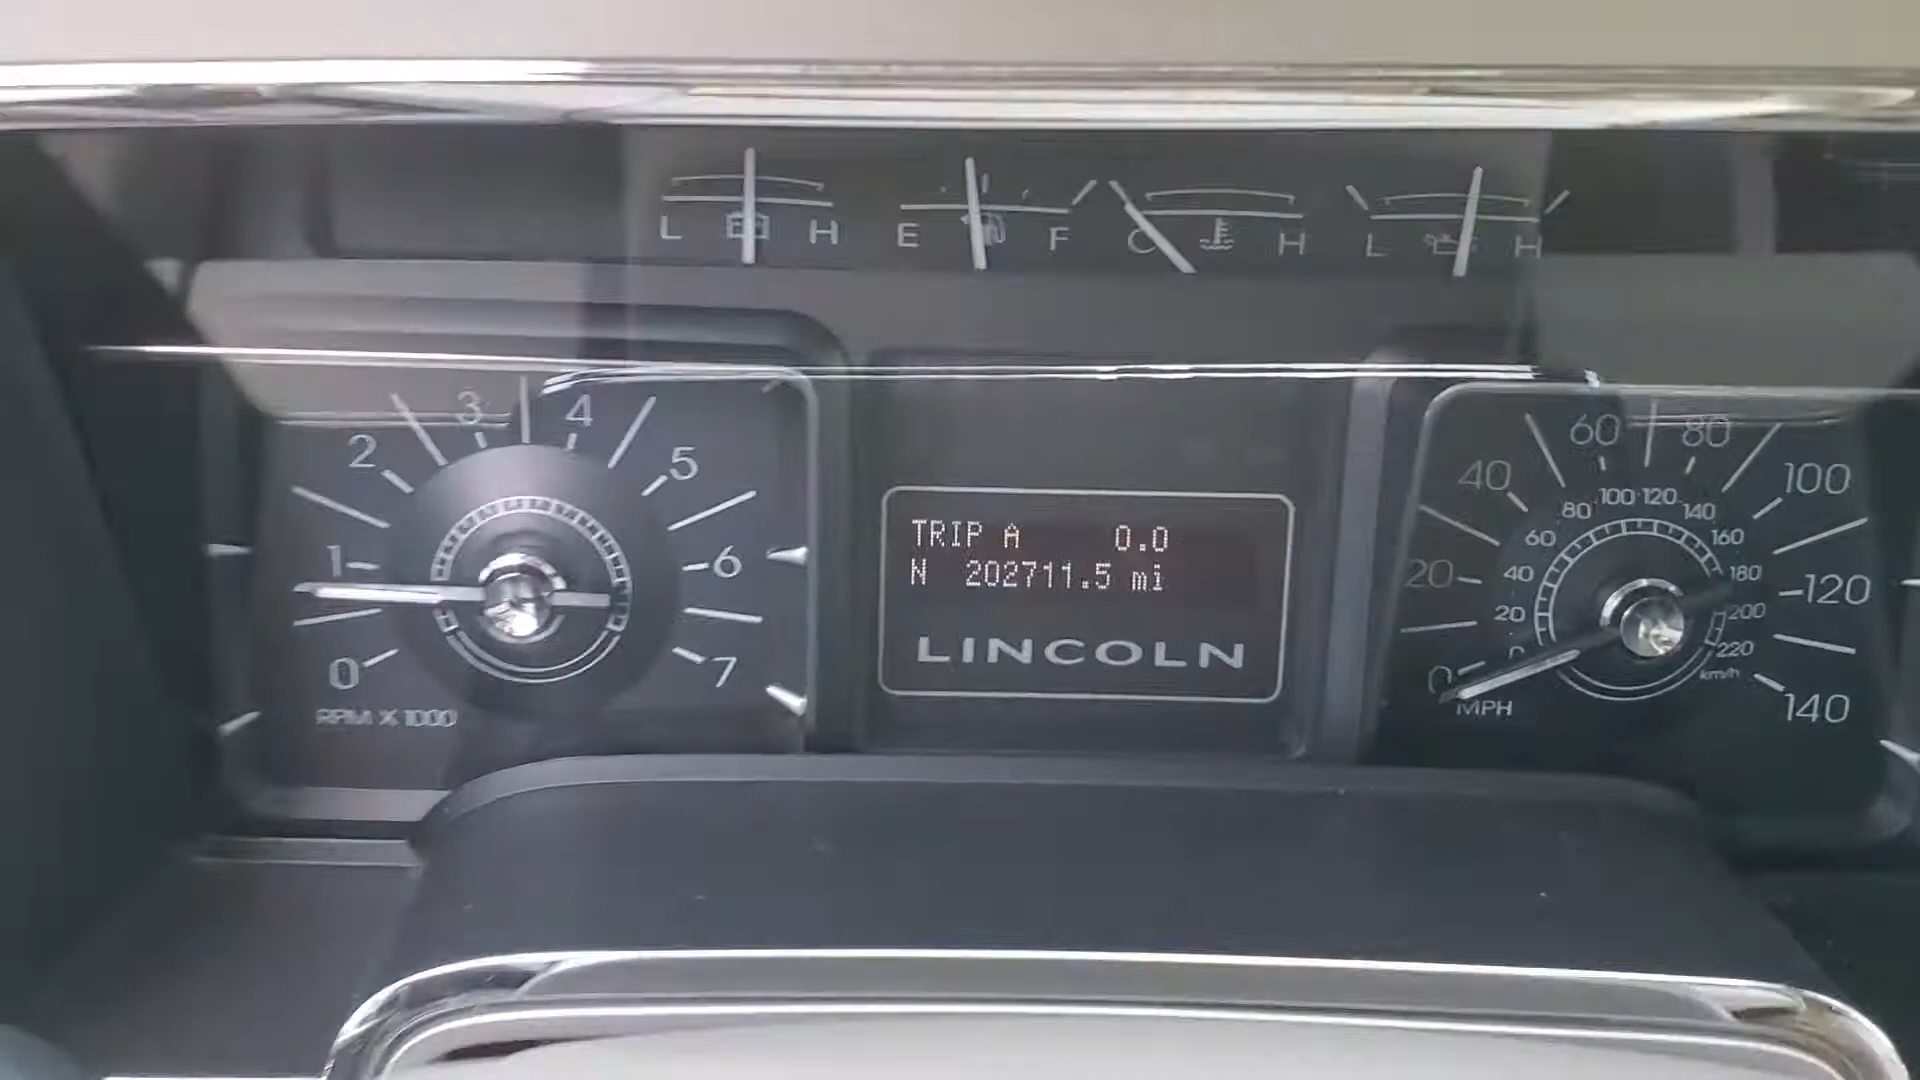 L H E F C H L H
0 1 2 3 4 5 6 7
RPM X 1000
TRIP A 0.0
N 202711.5 mi
LINCOLN
0 20 40 60 80 100 120 140
MPH
0 20 40 60 80 100 120 140 160 180 200 220
km/h